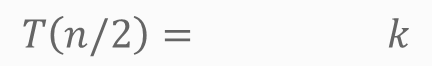 T(n/2) = k